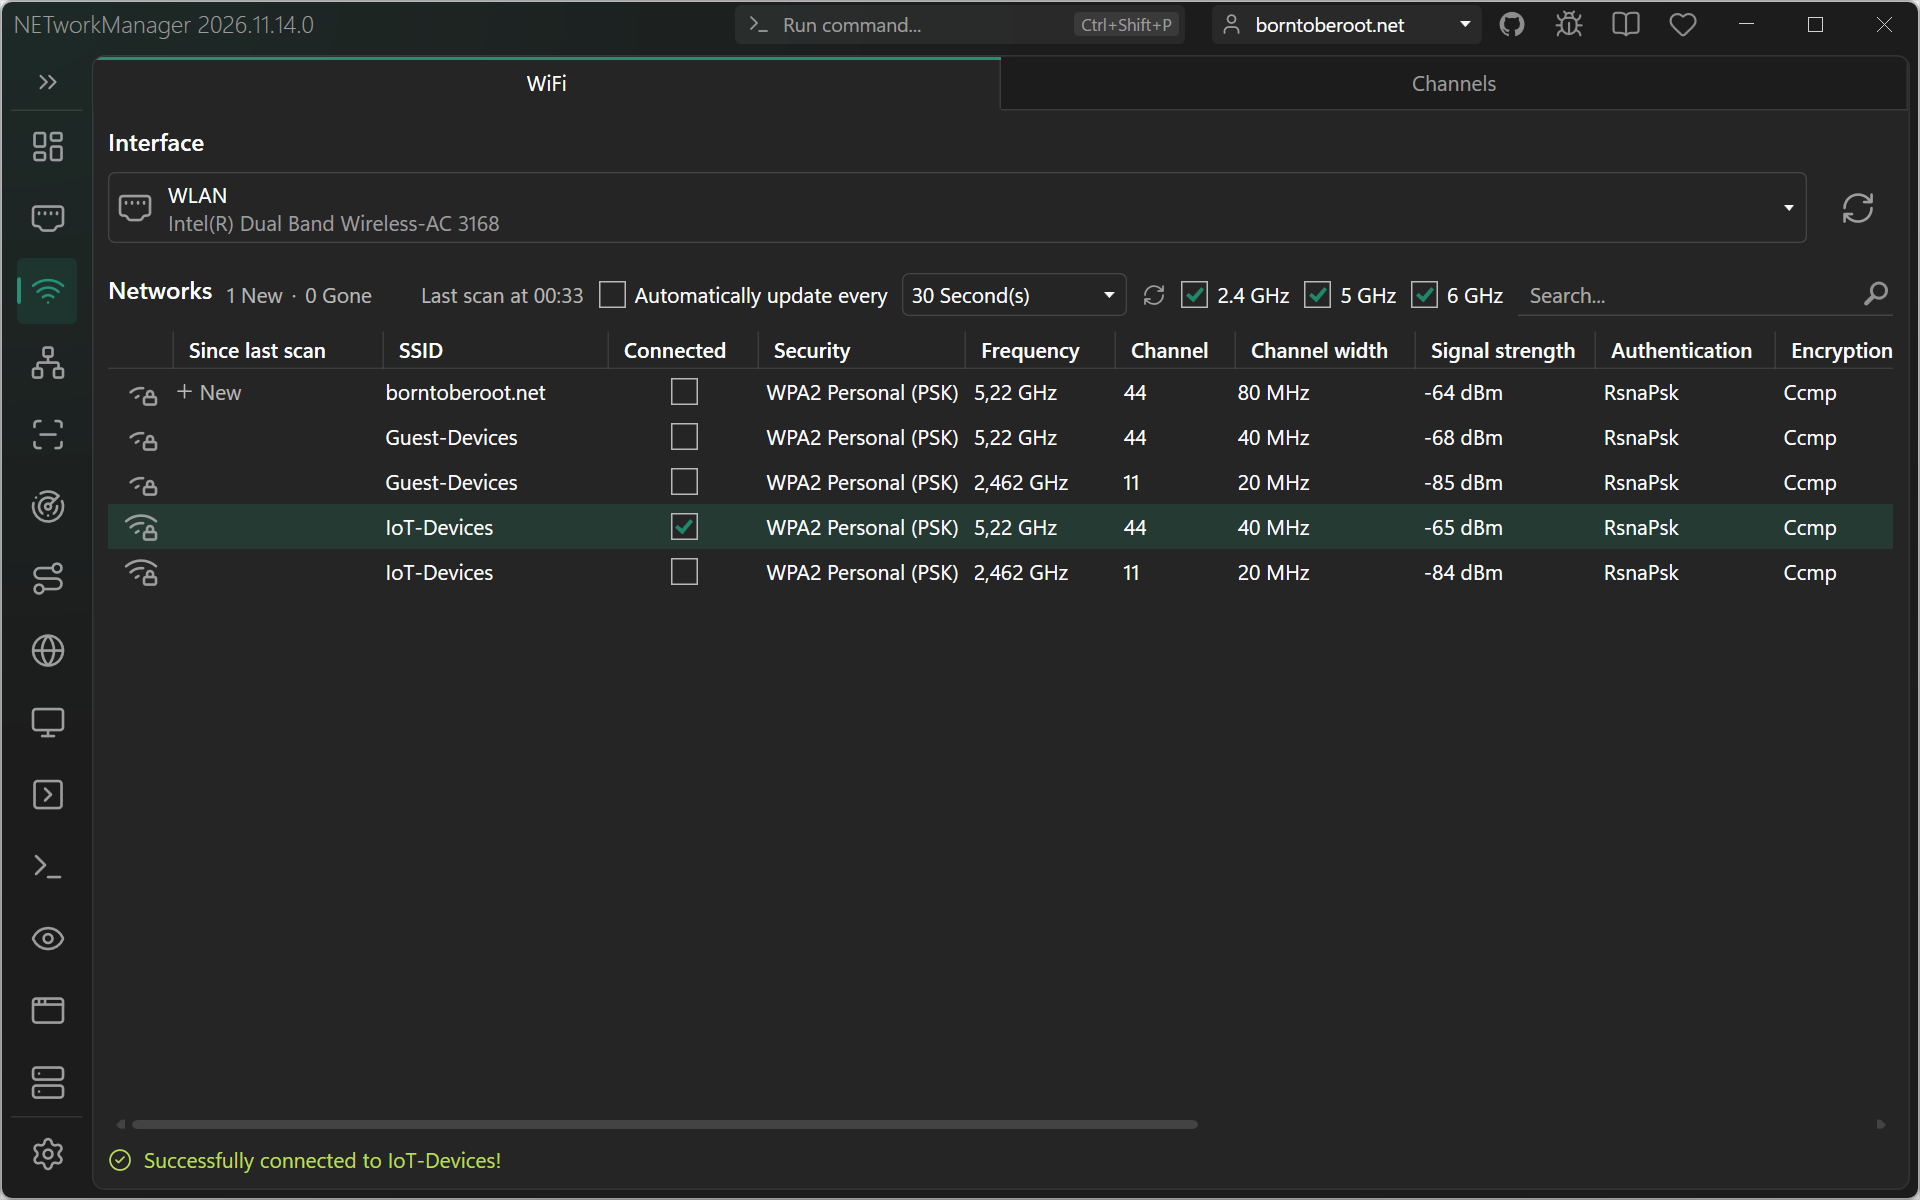 NETworkManager 2026.11.14.0
Run command...
Ctrl+Shift+P
borntoberoot.net
WiFi
Channels
Interface
WLAN
Intel(R) Dual Band Wireless-AC 3168
Networks 1 New · 0 Gone Last scan at 00:33 Automatically update every 30 Second(s) 2.4 GHz 5 GHz 6 GHz Search...
Since last scan SSID Connected Security Frequency Channel Channel width Signal strength Authentication Encryption
+ New borntoberoot.net WPA2 Personal (PSK) 5,22 GHz 44 80 MHz -64 dBm RsnaPsk Ccmp
Guest-Devices WPA2 Personal (PSK) 5,22 GHz 44 40 MHz -68 dBm RsnaPsk Ccmp
Guest-Devices WPA2 Personal (PSK) 2,462 GHz 11 20 MHz -85 dBm RsnaPsk Ccmp
IoT-Devices WPA2 Personal (PSK) 5,22 GHz 44 40 MHz -65 dBm RsnaPsk Ccmp
IoT-Devices WPA2 Personal (PSK) 2,462 GHz 11 20 MHz -84 dBm RsnaPsk Ccmp
Successfully connected to IoT-Devices!